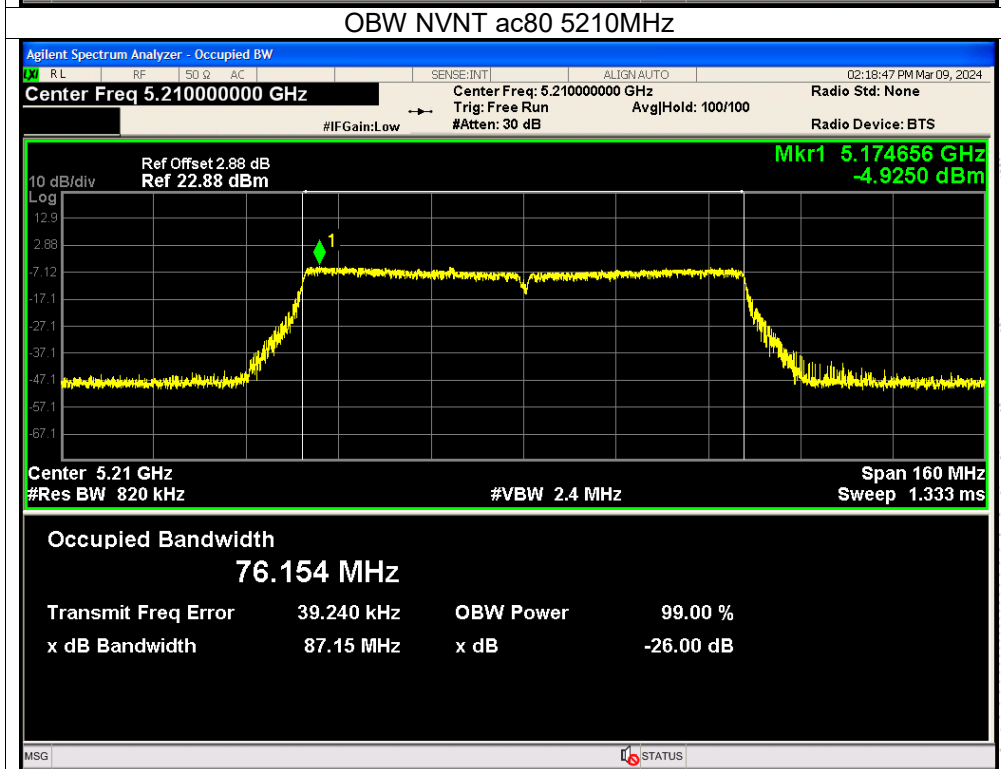 OBW NVNT ac80 5210MHz
Agilent Spectrum Analyzer - Occupied BW
LXI RL RF 50 Ω AC SENSE:INT ALIGN AUTO 02:18:47 PM Mar 09, 2024
Center Freq 5.210000000 GHz Center Freq: 5.210000000 GHz Radio Std: None
Trig: Free Run Avg|Hold: 100/100
#IFGain:Low #Atten: 30 dB Radio Device: BTS
Mkr1 5.174656 GHz
-4.9250 dBm
Ref Offset 2.88 dB
10 dB/div Ref 22.88 dBm
Log
12.9
1
2.88
-7.12
-17.1
-27.1
-37.1
-47.1
-57.1
-67.1
Center 5.21 GHz Span 160 MHz
#Res BW 820 kHz #VBW 2.4 MHz Sweep 1.333 ms
Occupied Bandwidth
76.154 MHz
Transmit Freq Error 39.240 kHz OBW Power 99.00 %
x dB Bandwidth 87.15 MHz x dB -26.00 dB
MSG STATUS